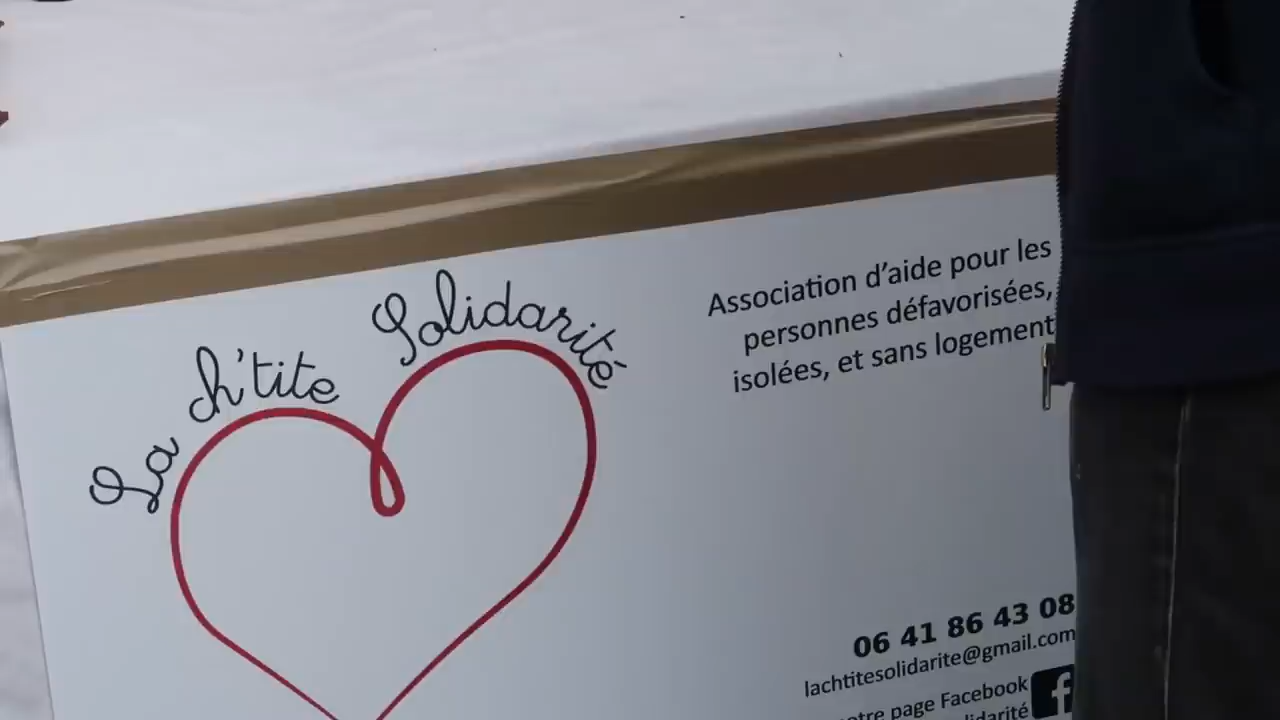 La ch'tite Solidarité
Association d'aide pour les
personnes défavorisées,
isolées, et sans logement
06 41 86 43 08
lachtitesolidarite@gmail.com
page Facebook